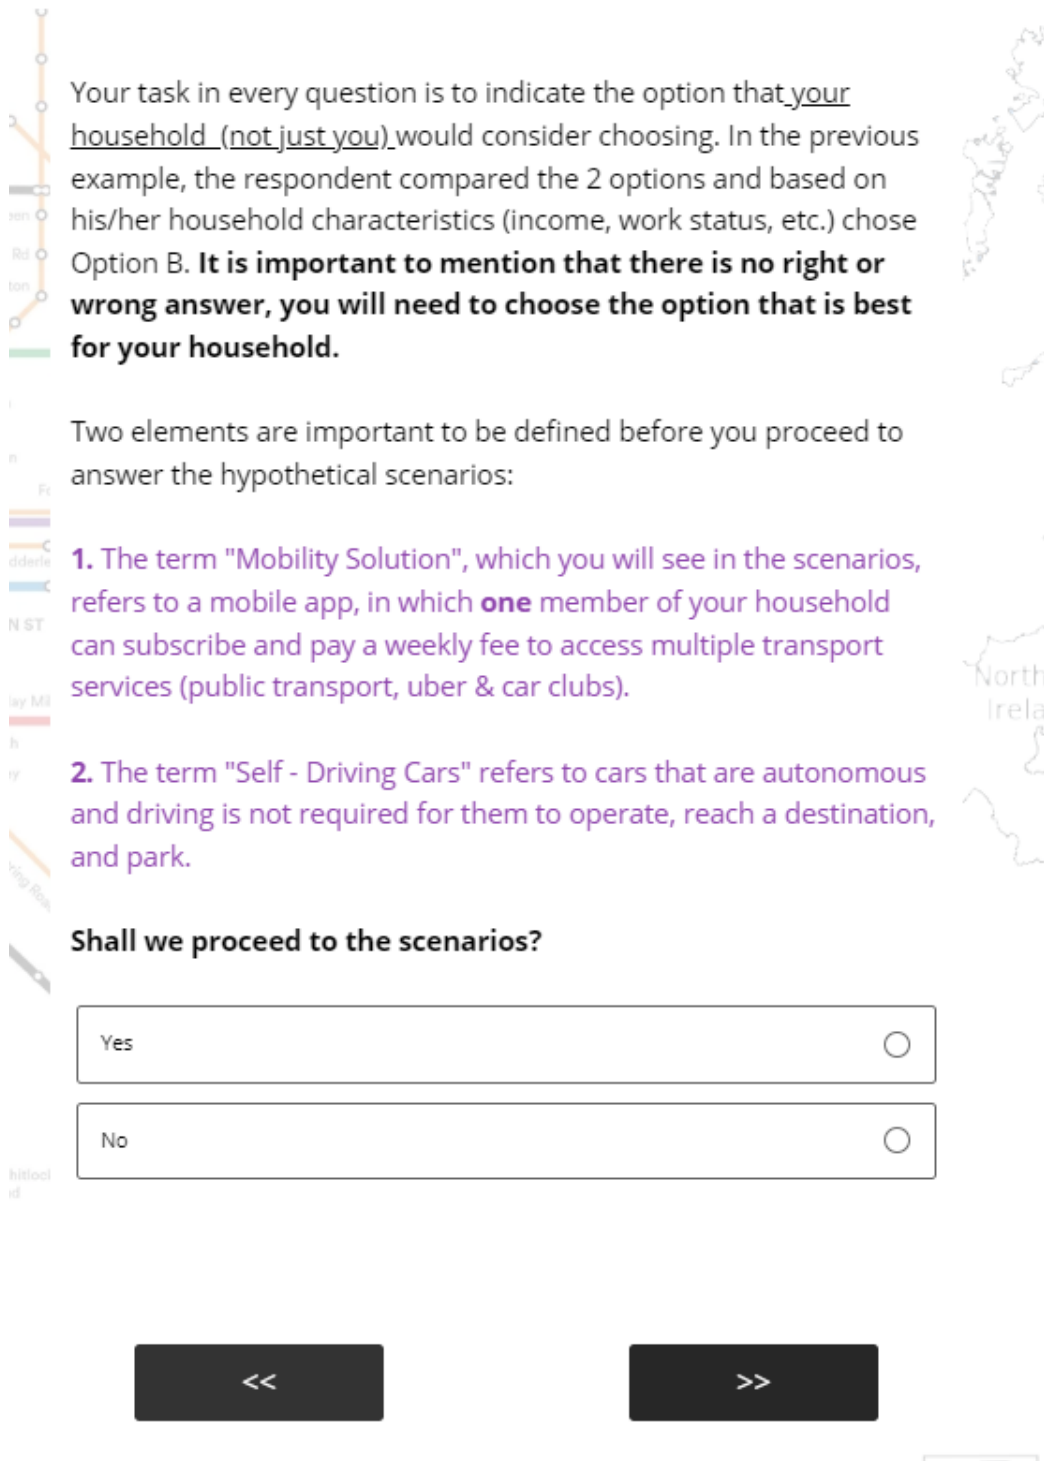 Your task in every question is to indicate the option that your
household (not just you) would consider choosing. In the previous
example, the respondent compared the 2 options and based on
his/her household characteristics (income, work status, etc.) chose
Option B. It is important to mention that there is no right or
wrong answer, you will need to choose the option that is best
for your household.
Two elements are important to be defined before you proceed to
answer the hypothetical scenarios:
1. The term "Mobility Solution", which you will see in the scenarios,
refers to a mobile app, in which one member of your household
can subscribe and pay a weekly fee to access multiple transport
services (public transport, uber & car clubs).
2. The term "Self - Driving Cars" refers to cars that are autonomous
and driving is not required for them to operate, reach a destination,
and park.
Shall we proceed to the scenarios?
Yes
No
<<
>>
Rd
N ST
North